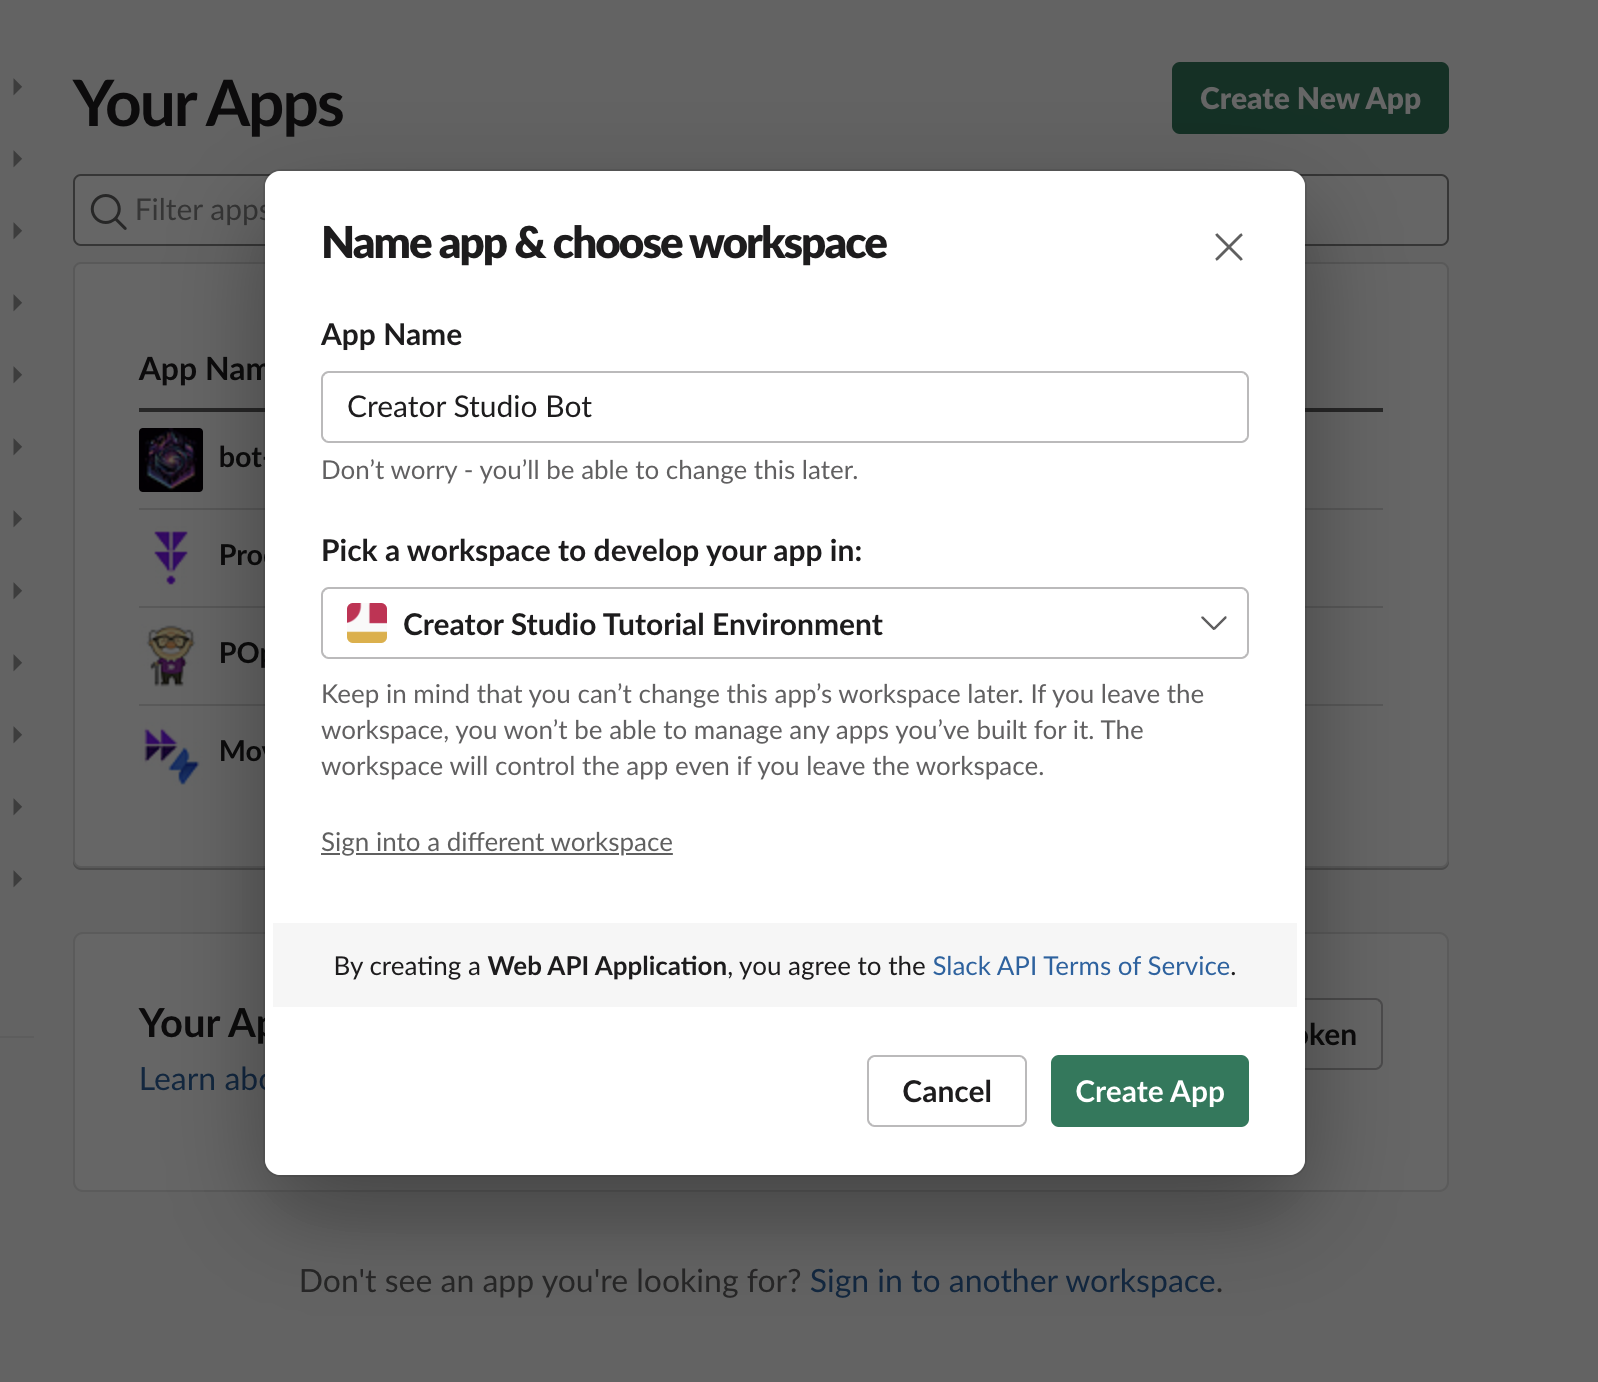 Your Apps
Create New App
Filter apps
Name app & choose workspace
App Name
Creator Studio Bot
Don’t worry - you’ll be able to change this later.
Pick a workspace to develop your app in:
Creator Studio Tutorial Environment
Keep in mind that you can’t change this app’s workspace later. If you leave the
workspace, you won’t be able to manage any apps you’ve built for it. The
workspace will control the app even if you leave the workspace.
Sign into a different workspace
By creating a Web API Application, you agree to the Slack API Terms of Service.
Cancel
Create App
App Nam
bot-
Pro
POp
Mov
Your Ap
Learn abo
oken
Don't see an app you're looking for? Sign in to another workspace.